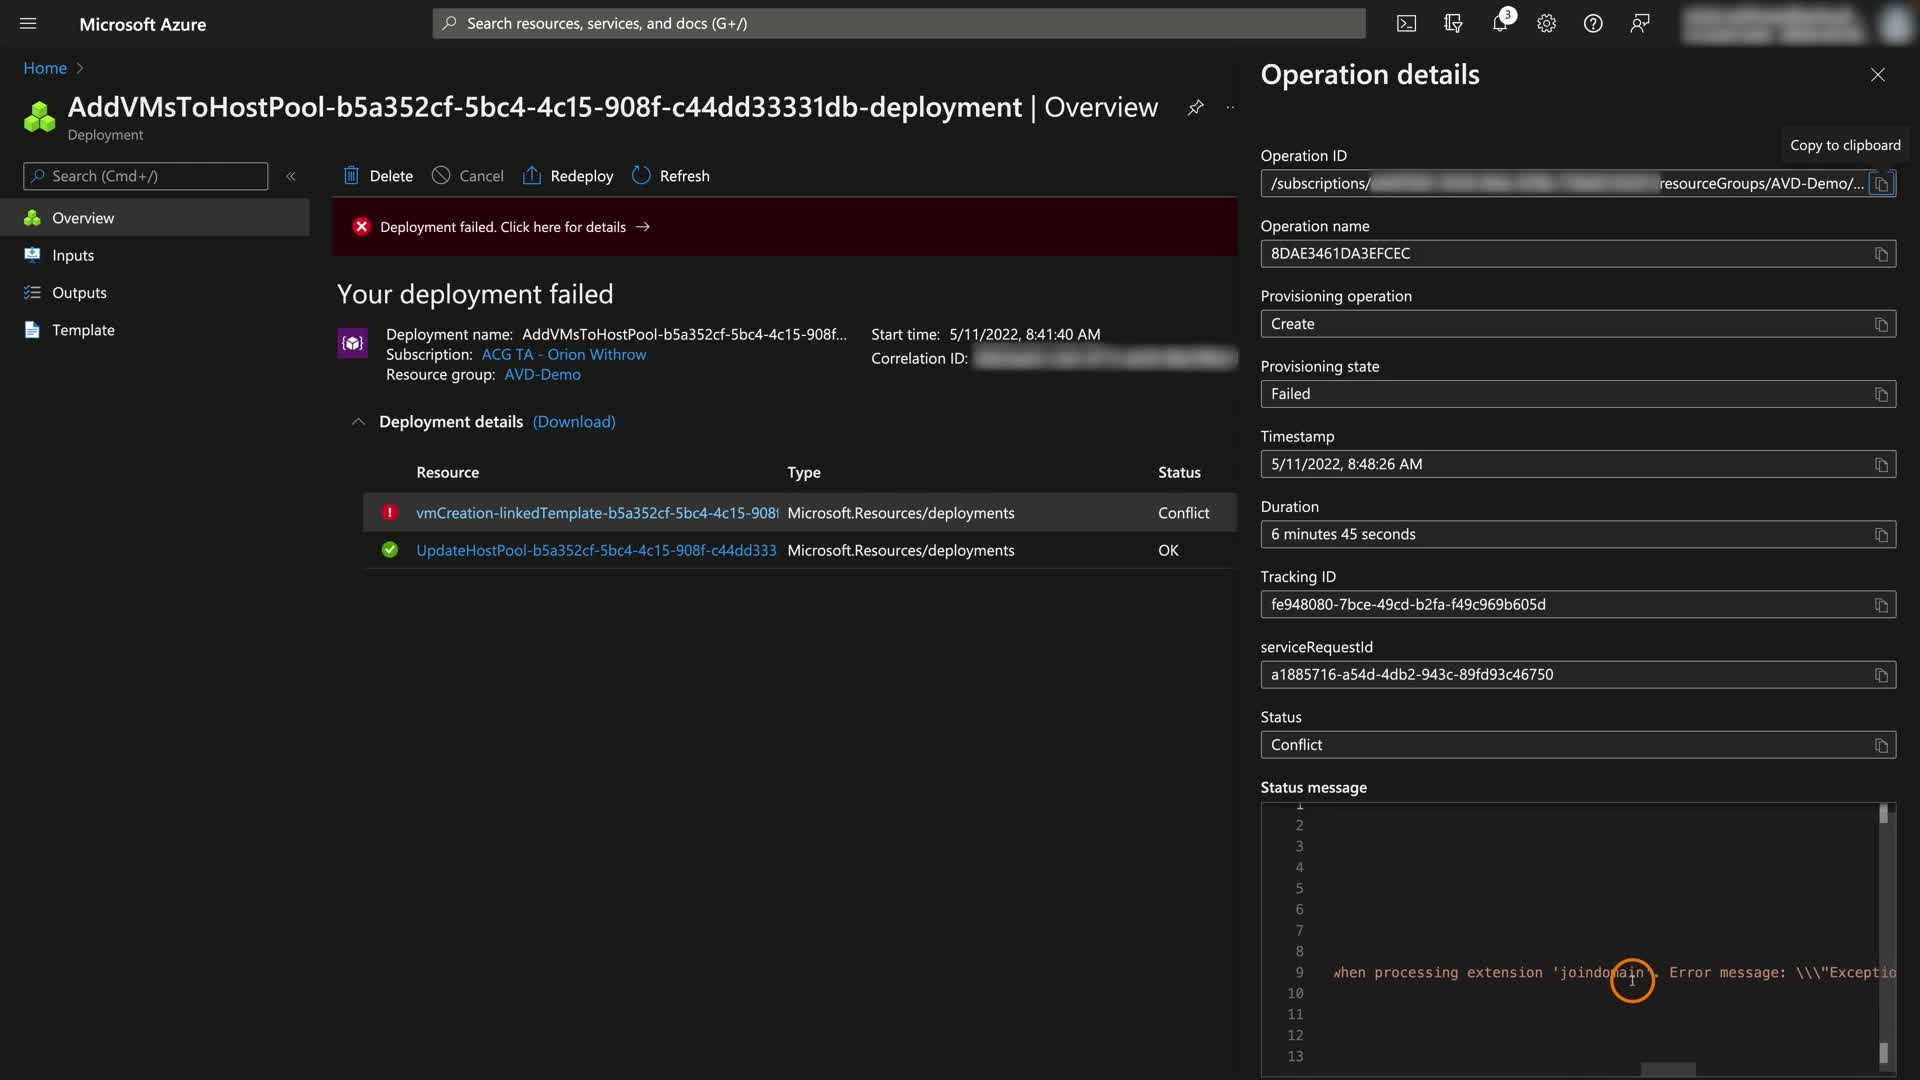 Microsoft Azure
Search resources, services, and docs (G+/)
3
Home
AddVMsToHostPool-b5a352cf-5bc4-4c15-908f-c44dd33331db-deployment | Overview
Deployment
Search (Cmd+/)
Overview
Inputs
Outputs
Template
Delete
Cancel
Redeploy
Refresh
Deployment failed. Click here for details →
Your deployment failed
Deployment name: AddVMsToHostPool-b5a352cf-5bc4-4c15-908f...
Subscription: ACG TA - Orion Withrow
Resource group: AVD-Demo
Start time: 5/11/2022, 8:41:40 AM
Correlation ID:
Deployment details (Download)
Resource Type Status
vmCreation-linkedTemplate-b5a352cf-5bc4-4c15-908f Microsoft.Resources/deployments Conflict
UpdateHostPool-b5a352cf-5bc4-4c15-908f-c44dd333 Microsoft.Resources/deployments OK
Operation details
Copy to clipboard
Operation ID
/subscriptions/ resourceGroups/AVD-Demo/...
Operation name
8DAE3461DA3EFCEC
Provisioning operation
Create
Provisioning state
Failed
Timestamp
5/11/2022, 8:48:26 AM
Duration
6 minutes 45 seconds
Tracking ID
fe948080-7bce-49cd-b2fa-f49c969b605d
serviceRequestId
a1885716-a54d-4db2-943c-89fd93c46750
Status
Conflict
Status message
1
2
3
4
5
6
7
8
9 when processing extension 'joindomain'. Error message: \\\"Exceptio
10
11
12
13